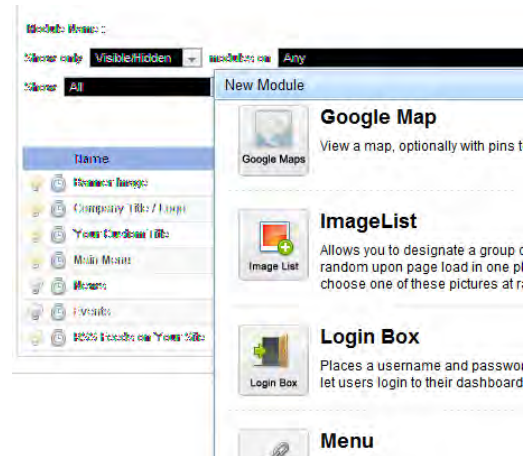 Module Name :
Show only Visible/Hidden modules on Any
Show All
New Module
Google Maps
Google Map
View a map, optionally with pins t
Name
Banner Image
Company Title / Logo
Your Custom Title
Main Menu
News
Events
RSS Feeds on Your Site
Image List
ImageList
Allows you to designate a group
random upon page load in one
choose one of these pictures at
Login Box
Login Box
Places a username and
let users login to their dashboard
Menu